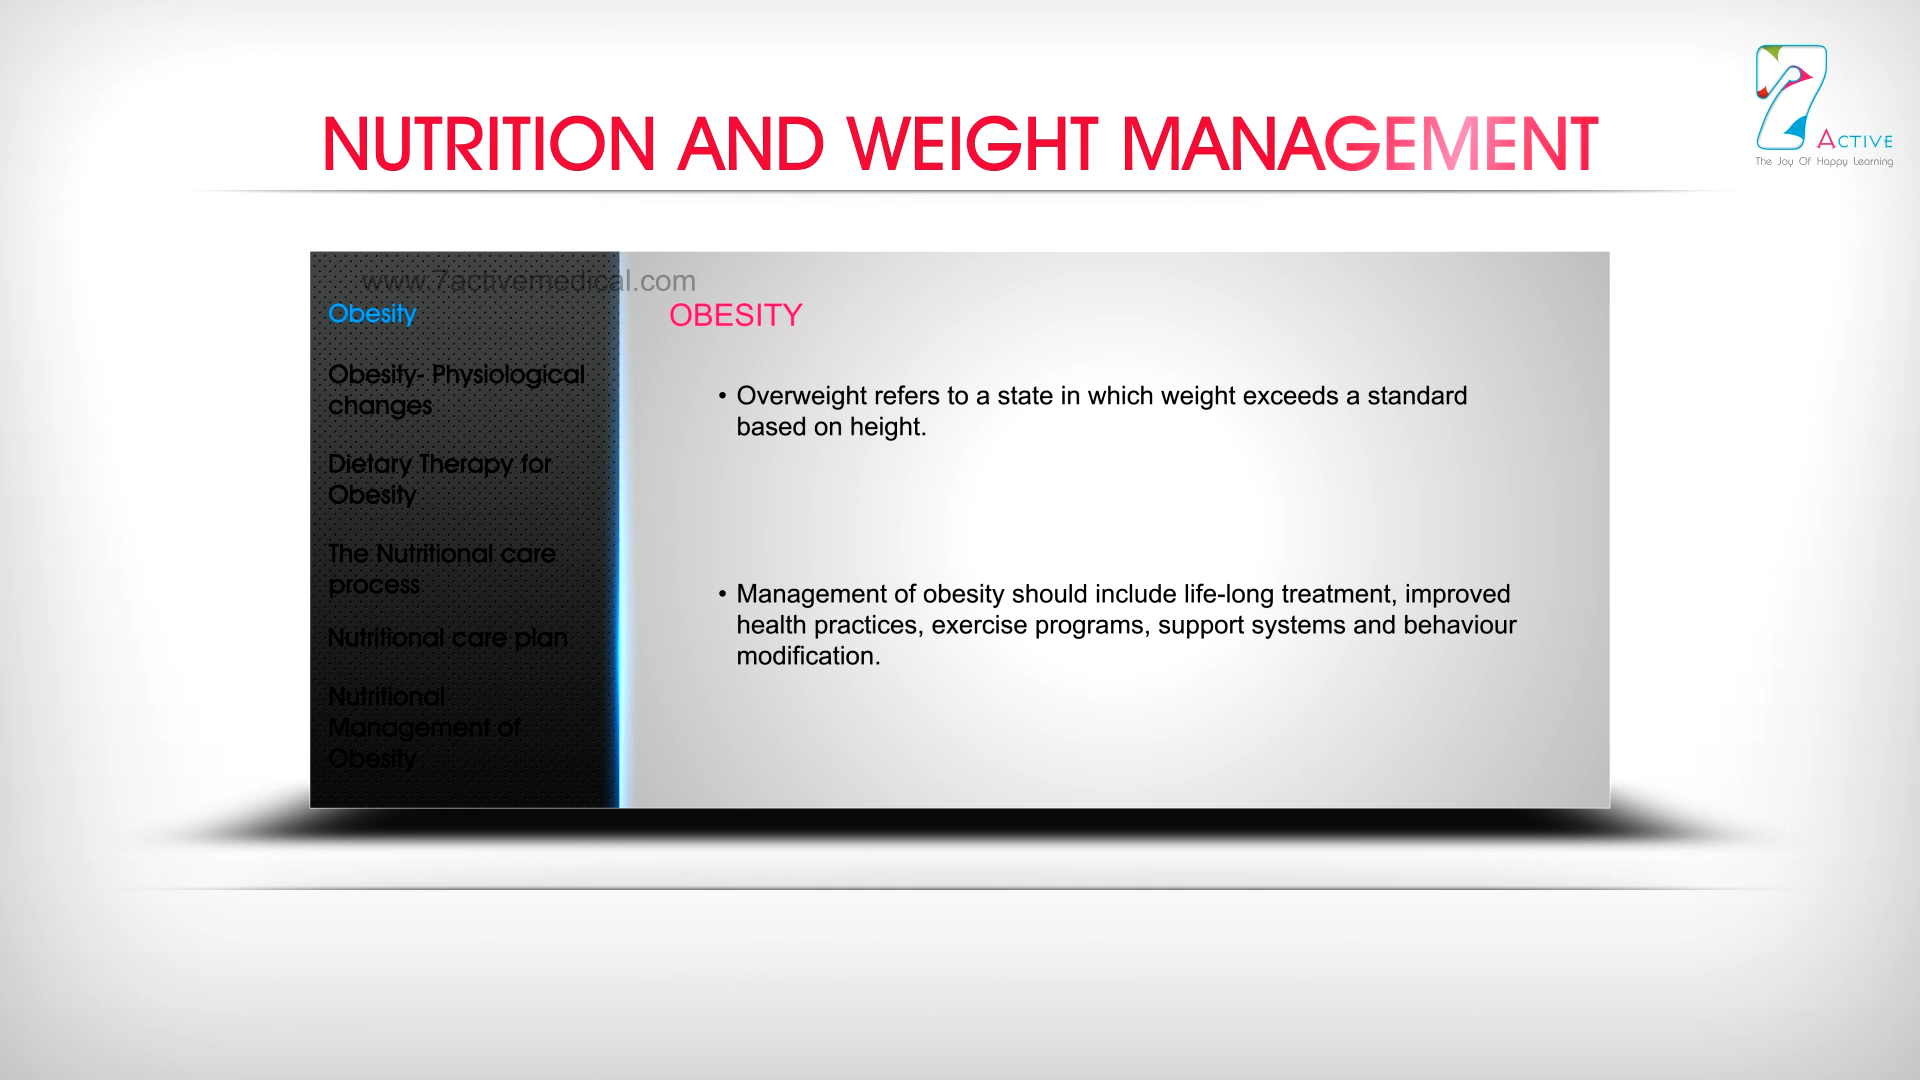 NUTRITION AND WEIGHT MANAGEMENT
7 ACTIVE
The Joy Of Happy Learning
www.7activemedical.com
Obesity
Obesity- Physiological
changes
Dietary Therapy for
Obesity
The Nutritional care
process
Nutritional care plan
Nutritional
Management of
Obesity
OBESITY
• Overweight refers to a state in which weight exceeds a standard
based on height.
• Management of obesity should include life-long treatment, improved
health practices, exercise programs, support systems and behaviour
modification.